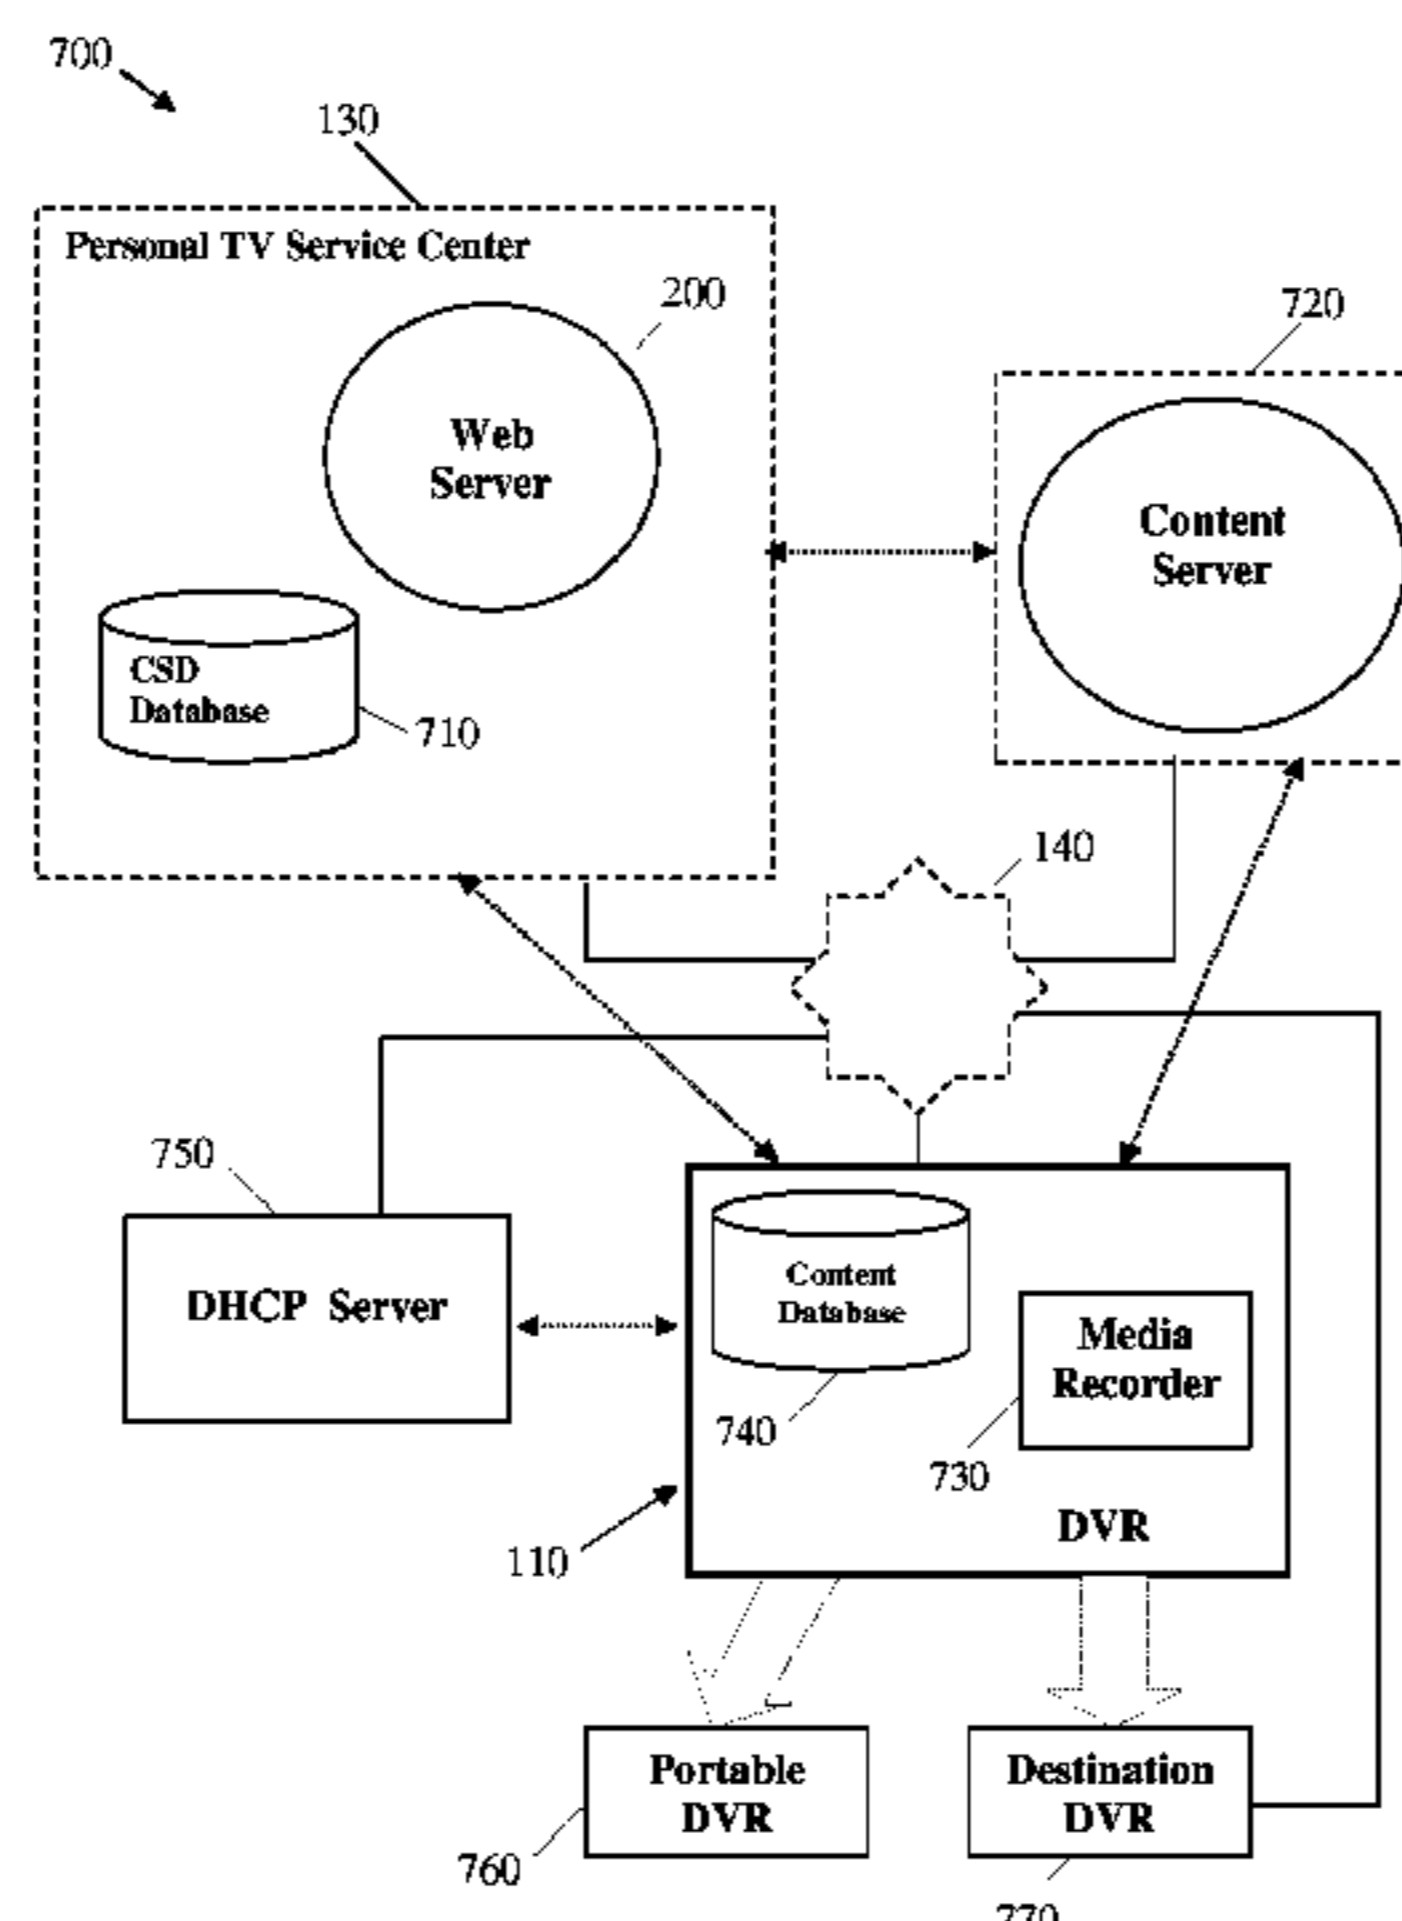 700
130
Personal TV Service Center
200
Web
Server
CSD
Database
710
720
Content
Server
140
750
DHCP Server
Content
Database
740
Media
Recorder
730
DVR
110
Portable
DVR
760
Destination
DVR
770